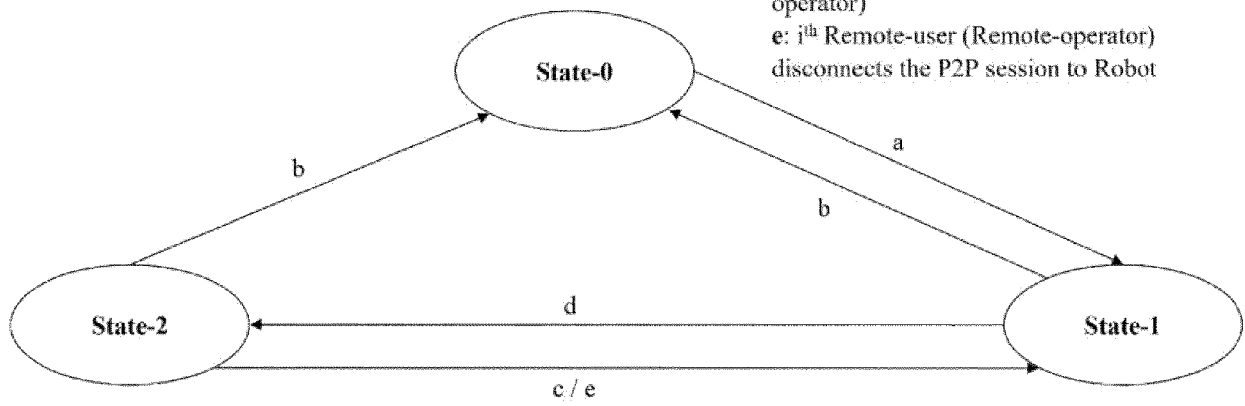 operator)
e: iᵗʰ Remote-user (Remote-operator)
disconnects the P2P session to Robot
State-0
a
b
b
State-2
d
State-1
c / e